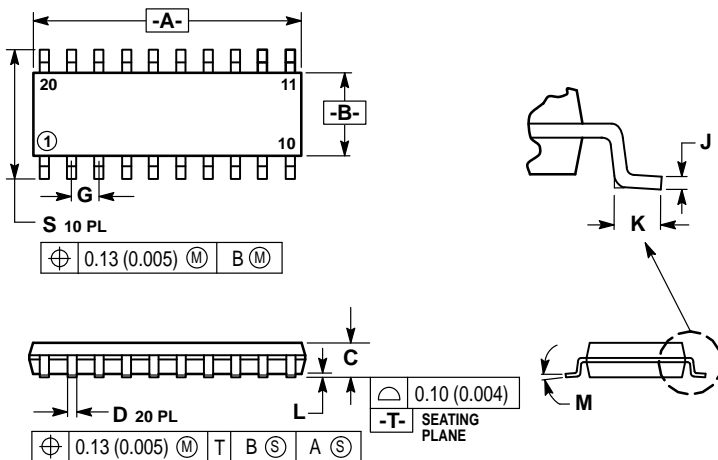 -A-
20
11
-B-
1
10
G
S 10 PL
⌖ 0.13 (0.005) Ⓜ B Ⓜ
J
K
C
L
D 20 PL
⌓ 0.10 (0.004)
-T- SEATING
PLANE
M
⌖ 0.13 (0.005) Ⓜ T B Ⓢ A Ⓢ